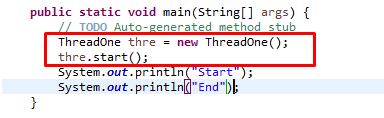 public static void main(String[] args) {
// TODO Auto-generated method stub
ThreadOne thre = new ThreadOne();
thre.start();
System.out.println("Start");
System.out.println("End");
}